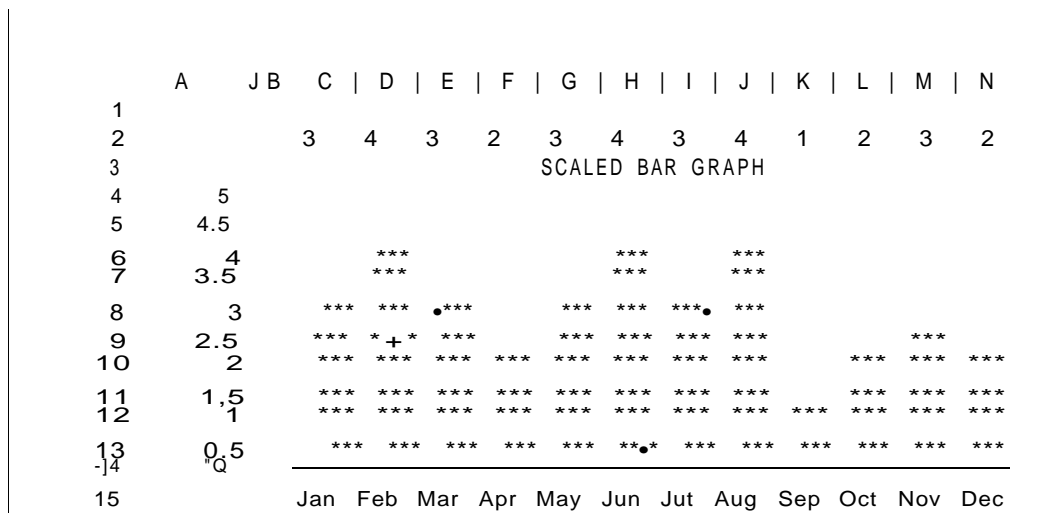 A J B C | D | E | F | G | H | I | J | K | L | M | N
1
2 3 4 3 2 3 4 3 4 1 2 3 2
3 SCALED BAR GRAPH
4 5
5 4.5
6 4 *** *** ***
7 3.5 *** *** ***
8 3 *** *** •*** *** *** ***• ***
9 2.5 *** *+* *** *** *** *** *** ***
10 2 *** *** *** *** *** *** *** *** *** *** ***
11 1,5 *** *** *** *** *** *** *** *** *** *** ***
12 1 *** *** *** *** *** *** *** *** *** *** *** ***
13 0.5 *** *** *** *** *** **•* *** *** *** *** *** ***
-]4 "Q
15 Jan Feb Mar Apr May Jun Jut Aug Sep Oct Nov Dec